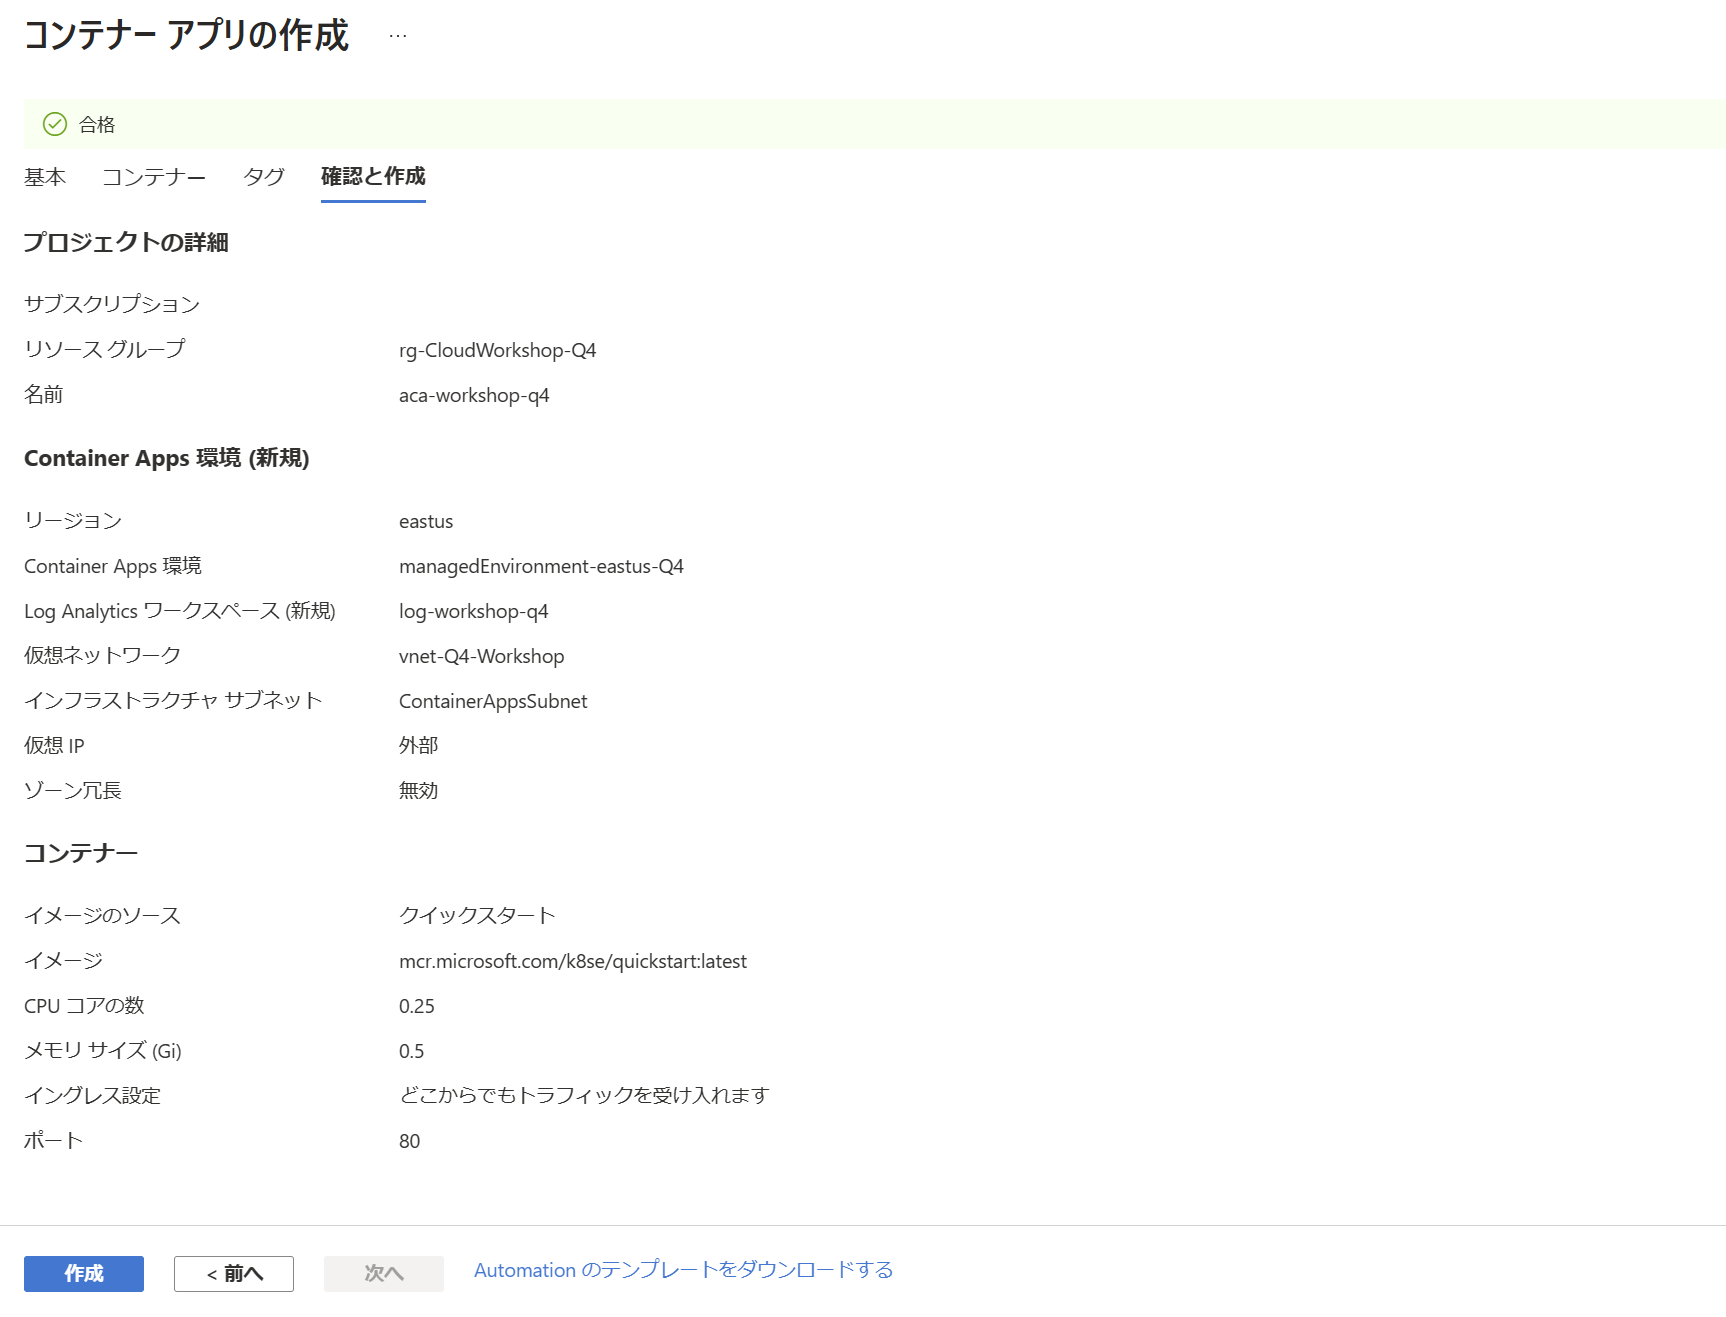 コンテナー アプリの作成 …
合格
基本 コンテナー タグ 確認と作成
プロジェクトの詳細
サブスクリプション
リソース グループ rg-CloudWorkshop-Q4
名前 aca-workshop-q4
Container Apps 環境 (新規)
リージョン eastus
Container Apps 環境 managedEnvironment-eastus-Q4
Log Analytics ワークスペース (新規) log-workshop-q4
仮想ネットワーク vnet-Q4-Workshop
インフラストラクチャ サブネット ContainerAppsSubnet
仮想 IP 外部
ゾーン冗長 無効
コンテナー
イメージのソース クイックスタート
イメージ mcr.microsoft.com/k8se/quickstart:latest
CPU コアの数 0.25
メモリ サイズ (Gi) 0.5
イングレス設定 どこからでもトラフィックを受け入れます
ポート 80
作成 < 前へ 次へ Automation のテンプレートをダウンロードする